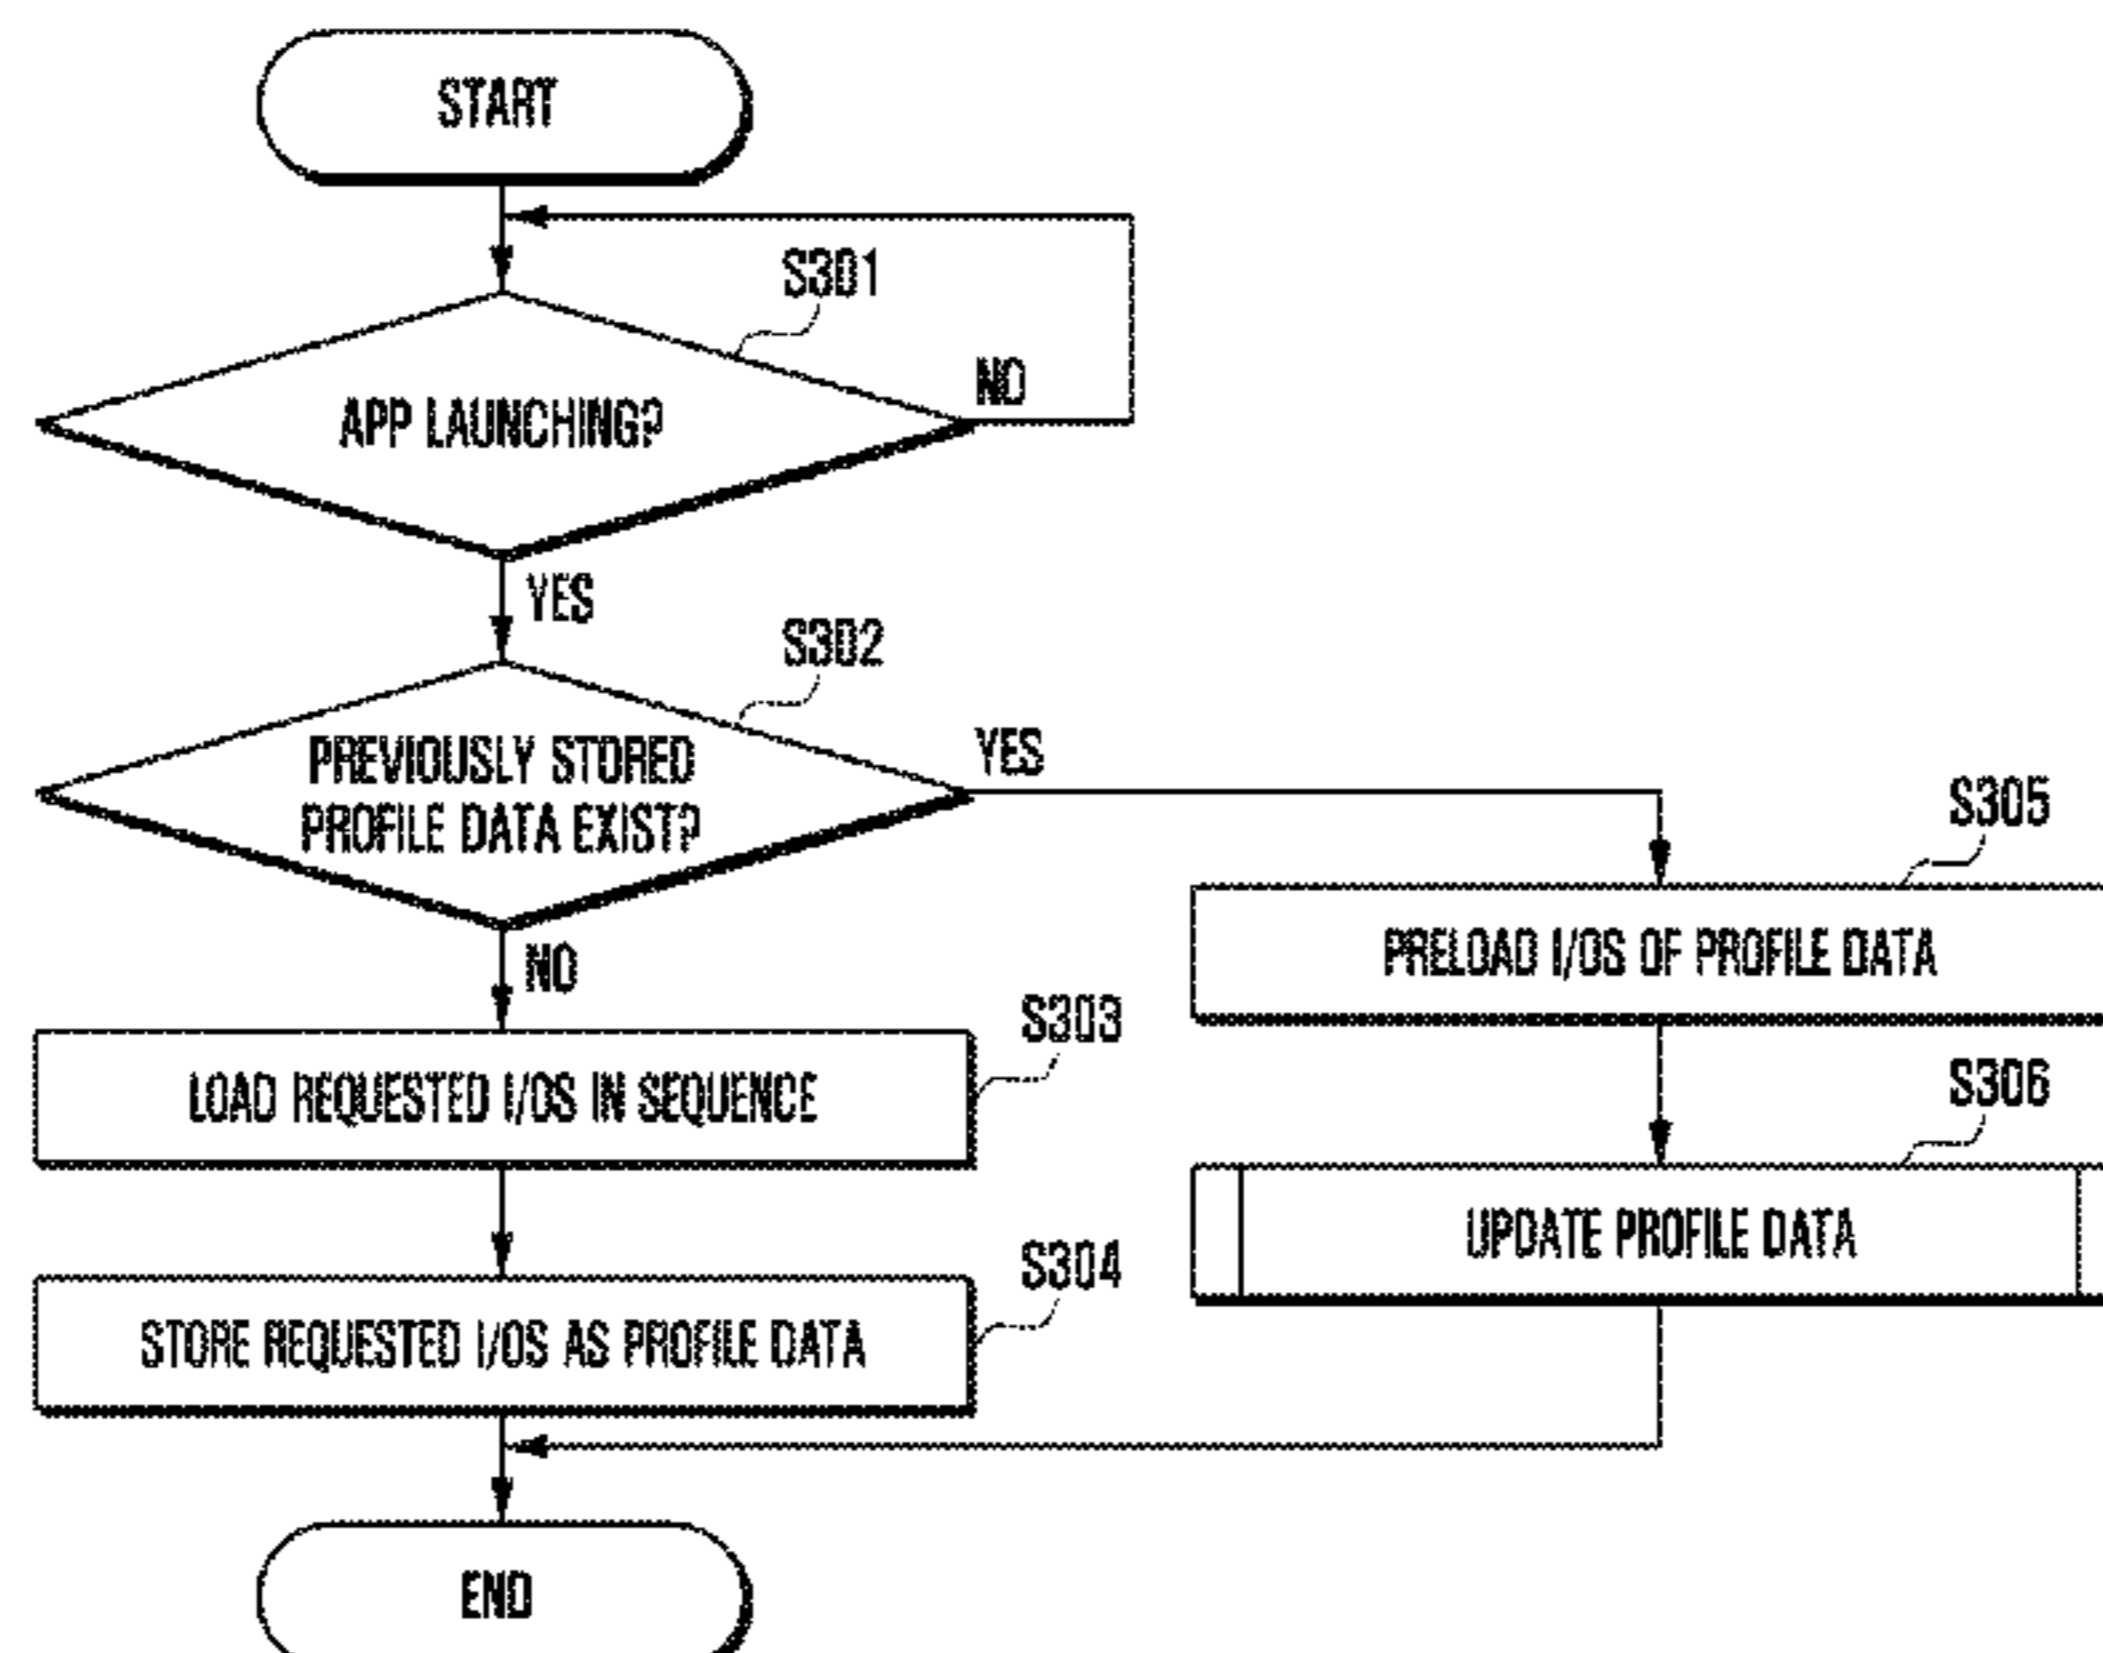 START
S301
NO
APP LAUNCHING?
YES
S302
PREVIOUSLY STORED
PROFILE DATA EXIST?
YES
NO
S305
PRELOAD I/OS OF PROFILE DATA
S303
LOAD REQUESTED I/OS IN SEQUENCE
S306
UPDATE PROFILE DATA
S304
STORE REQUESTED I/OS AS PROFILE DATA
END